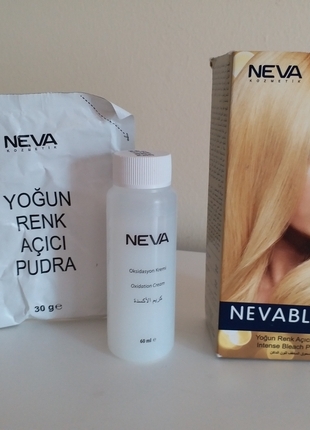 NEVA
KOZMETİK
YOĞUN
RENK
AÇICI
PUDRA
30 g e
NEVA
Oksidasyon Kremi
Oxidation Cream
كريم الأكسدة
60 ml e
NEVA
KOZMETİK
NEVABL
Yoğun Renk Açıcı
Intense Bleach P